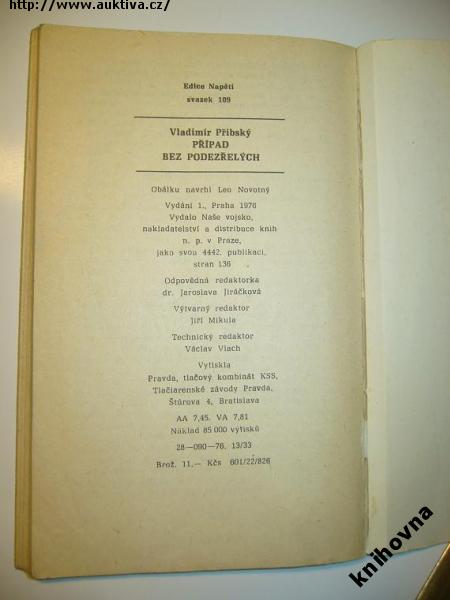 http://www.auktiva.cz/
Edice Napětí
svazek 109
Vladimír Přibský
PŘÍPAD
BEZ PODEZŘELÝCH
Obálku navrhl Leo Novotný
Vydání 1., Praha 1976
Vydalo Naše vojsko,
nakladatelství a distribuce knih
n. p. v Praze,
jako svou 4442. publikaci,
stran 136
Odpovědná redaktorka
dr. Jaroslava Jiráčková
Výtvarný redaktor
Jiří Mikula
Technický redaktor
Václav Vlach
Vytiskla
Pravda, tlačový kombinát KSS,
Tlačiarenské závody Pravda,
Štúrova 4, Bratislava
AA 7,45. VA 7,81
Náklad 85 000 výtisků
28—090—76, 13/33
Brož. 11,— Kčs 601/22/826
knihovna